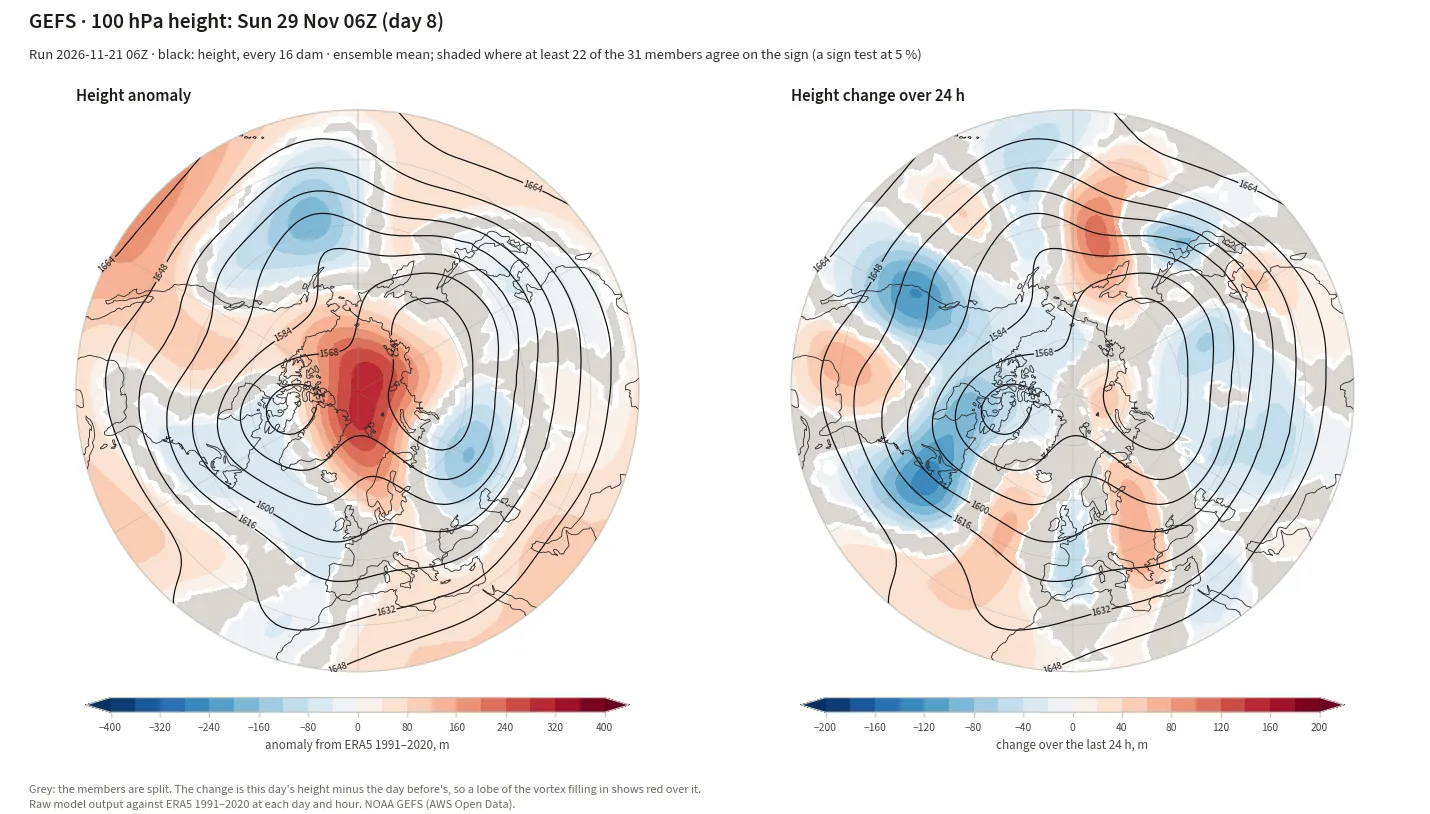 GEFS · 100 hPa height: Sun 29 Nov 06Z (day 8)
Run 2026-11-21 06Z · black: height, every 16 dam · ensemble mean; shaded where at least 22 of the 31 members agree on the sign (a sign test at 5 %)
Height anomaly
Height change over 24 h
1664
1664
1648
1584
1568
1600
1616
1632
1648
1664
1664
1648
1584
1568
1600
1616
1632
1648
−400 −320 −240 −160 −80 0 80 160 240 320 400
anomaly from ERA5 1991–2020, m
−200 −160 −120 −80 −40 0 40 80 120 160 200
change over the last 24 h, m
Grey: the members are split. The change is this day's height minus the day before's, so a lobe of the vortex filling in shows red over it.
Raw model output against ERA5 1991–2020 at each day and hour. NOAA GEFS (AWS Open Data).